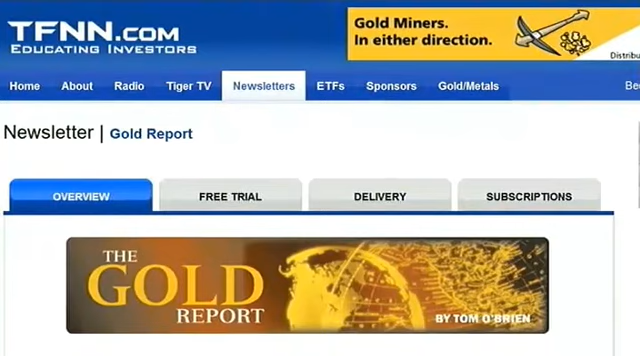 TFNN.COM
EDUCATING INVESTORS
Gold Miners.
In either direction.
Home About Radio Tiger TV Newsletters ETFs Sponsors Gold/Metals
Newsletter | Gold Report
OVERVIEW FREE TRIAL DELIVERY SUBSCRIPTIONS
THE
GOLD
REPORT
BY TOM O'BRIEN